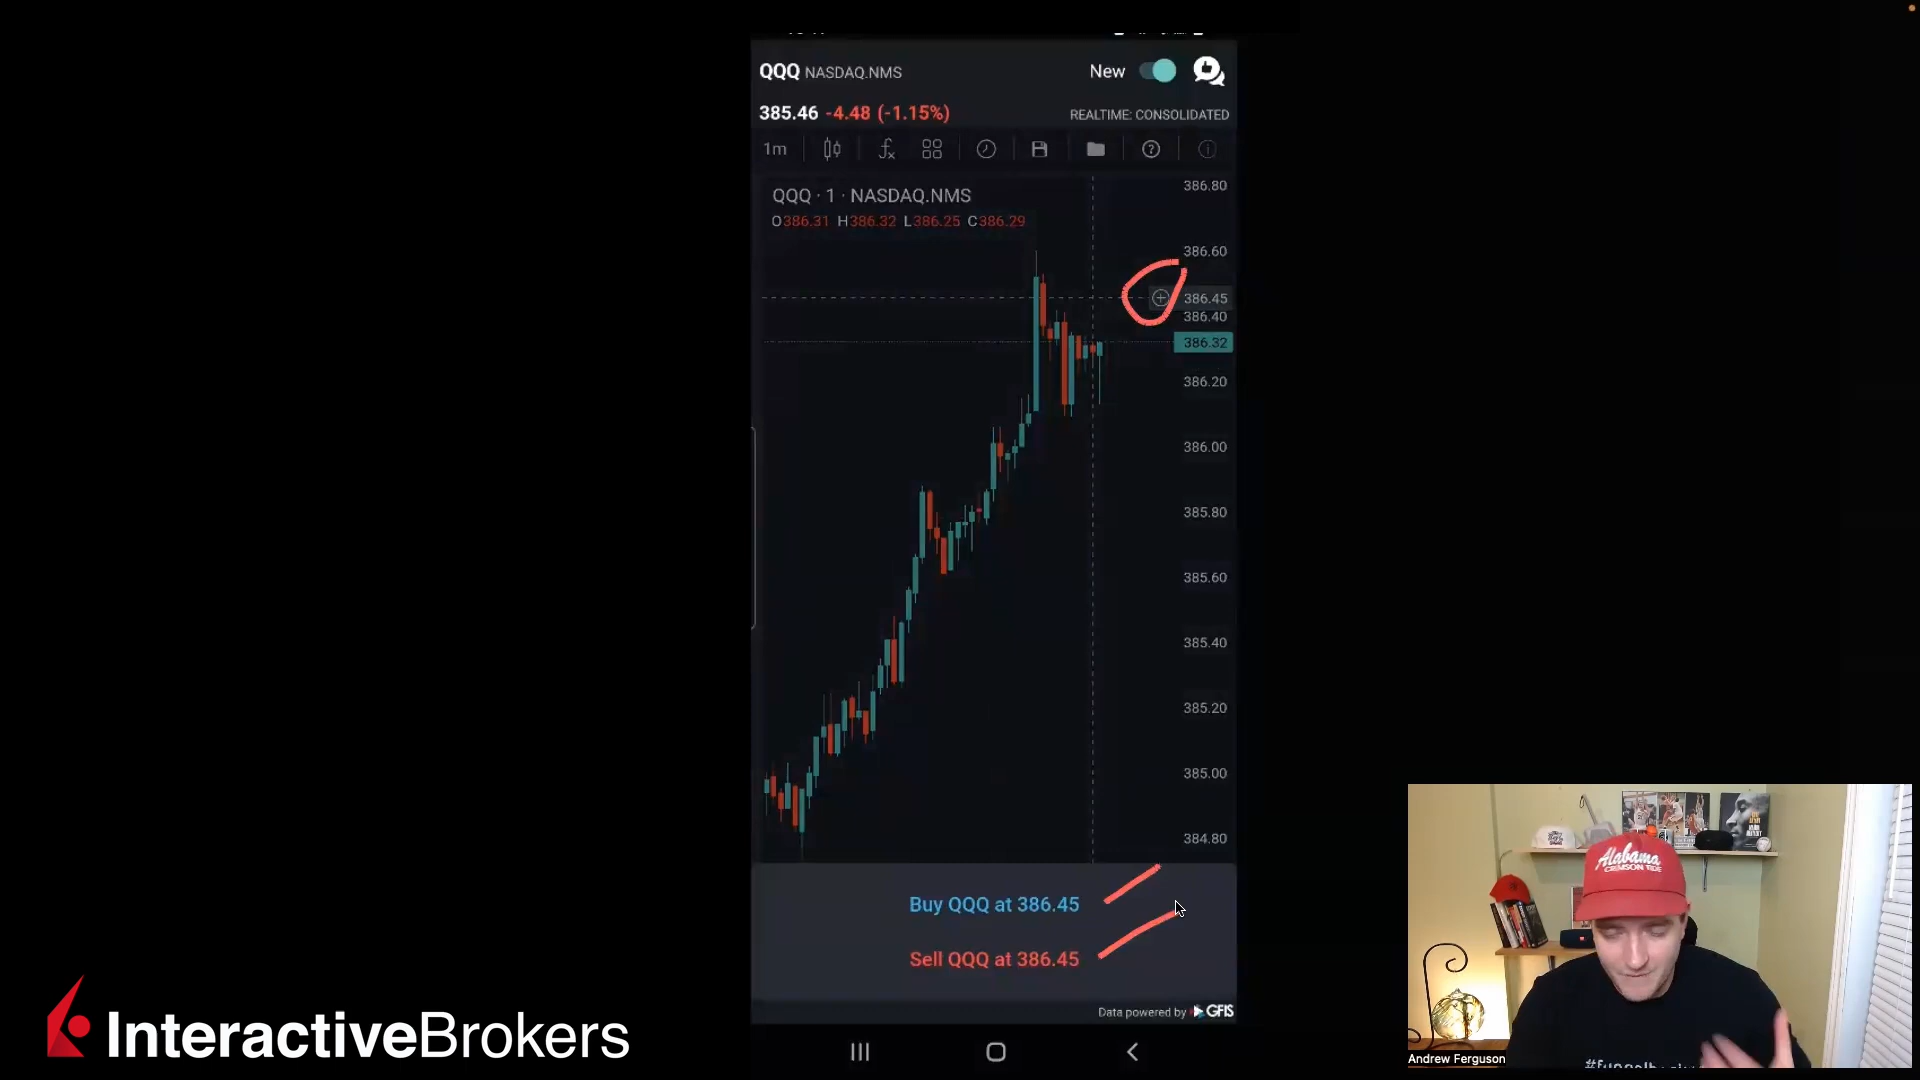 QQQ NASDAQ.NMS
New
385.46 -4.48 (-1.15%)
REALTIME: CONSOLIDATED
1m
QQQ · 1 · NASDAQ.NMS
O386.31 H386.32 L386.25 C386.29
386.80
386.60
386.45
386.40
386.32
386.20
386.00
385.80
385.60
385.40
385.20
385.00
384.80
Buy QQQ at 386.45
Sell QQQ at 386.45
Data powered by GFIS
InteractiveBrokers
Alabama
CRIMSON TIDE
Andrew Ferguson